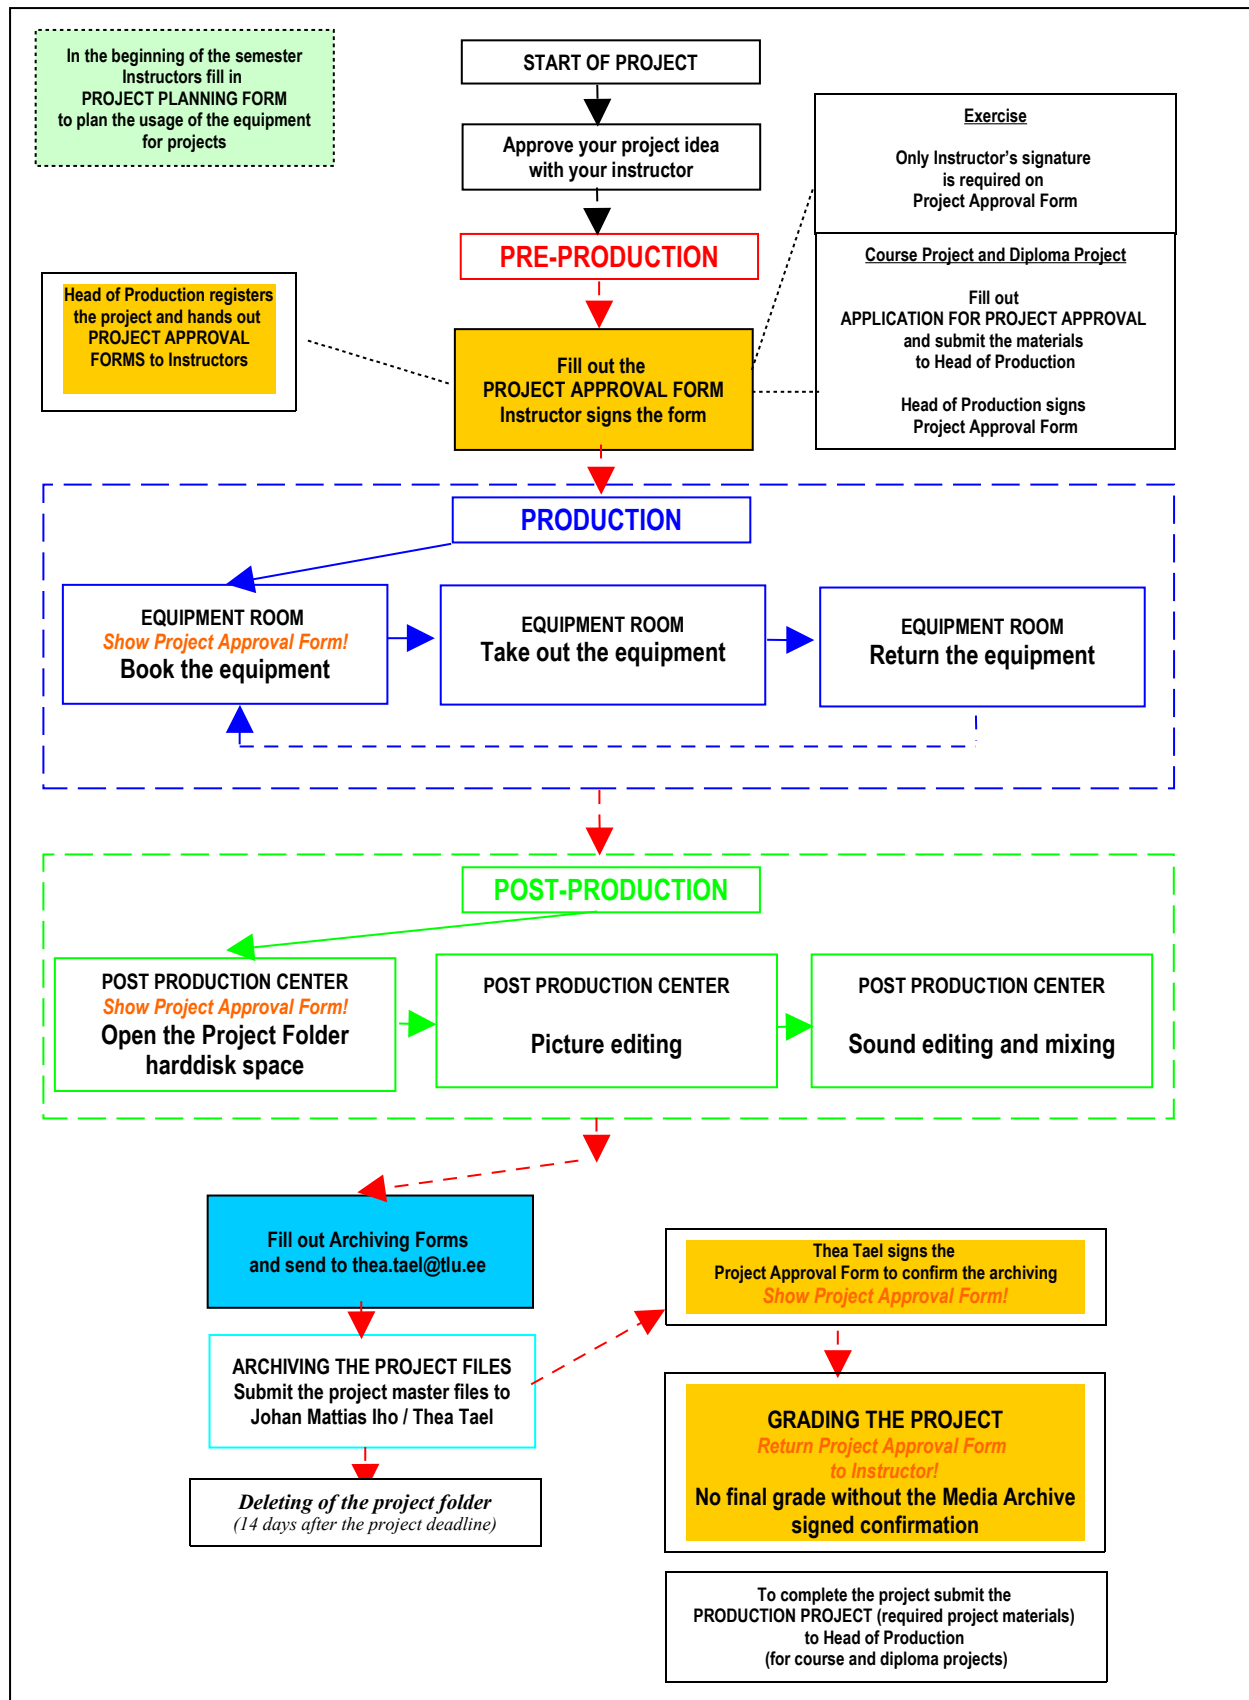 In the beginning of the semester
Instructors fill in
PROJECT PLANNING FORM
to plan the usage of the equipment
for projects
START OF PROJECT
Approve your project idea
with your instructor
Exercise
Only Instructor's signature
is required on
Project Approval Form
PRE-PRODUCTION
Course Project and Diploma Project
Fill out
APPLICATION FOR PROJECT APPROVAL
and submit the materials
to Head of Production
Head of Production signs
Project Approval Form
Head of Production registers
the project and hands out
PROJECT APPROVAL
FORMS to Instructors
Fill out the
PROJECT APPROVAL FORM
Instructor signs the form
PRODUCTION
EQUIPMENT ROOM
Show Project Approval Form!
Book the equipment
EQUIPMENT ROOM
Take out the equipment
EQUIPMENT ROOM
Return the equipment
POST-PRODUCTION
POST PRODUCTION CENTER
Show Project Approval Form!
Open the Project Folder
harddisk space
POST PRODUCTION CENTER
Picture editing
POST PRODUCTION CENTER
Sound editing and mixing
Fill out Archiving Forms
and send to thea.tael@tlu.ee
Thea Tael signs the
Project Approval Form to confirm the archiving
Show Project Approval Form!
ARCHIVING THE PROJECT FILES
Submit the project master files to
Johan Mattias Iho / Thea Tael
GRADING THE PROJECT
Return Project Approval Form
to Instructor!
No final grade without the Media Archive
signed confirmation
Deleting of the project folder
(14 days after the project deadline)
To complete the project submit the
PRODUCTION PROJECT (required project materials)
to Head of Production
(for course and diploma projects)